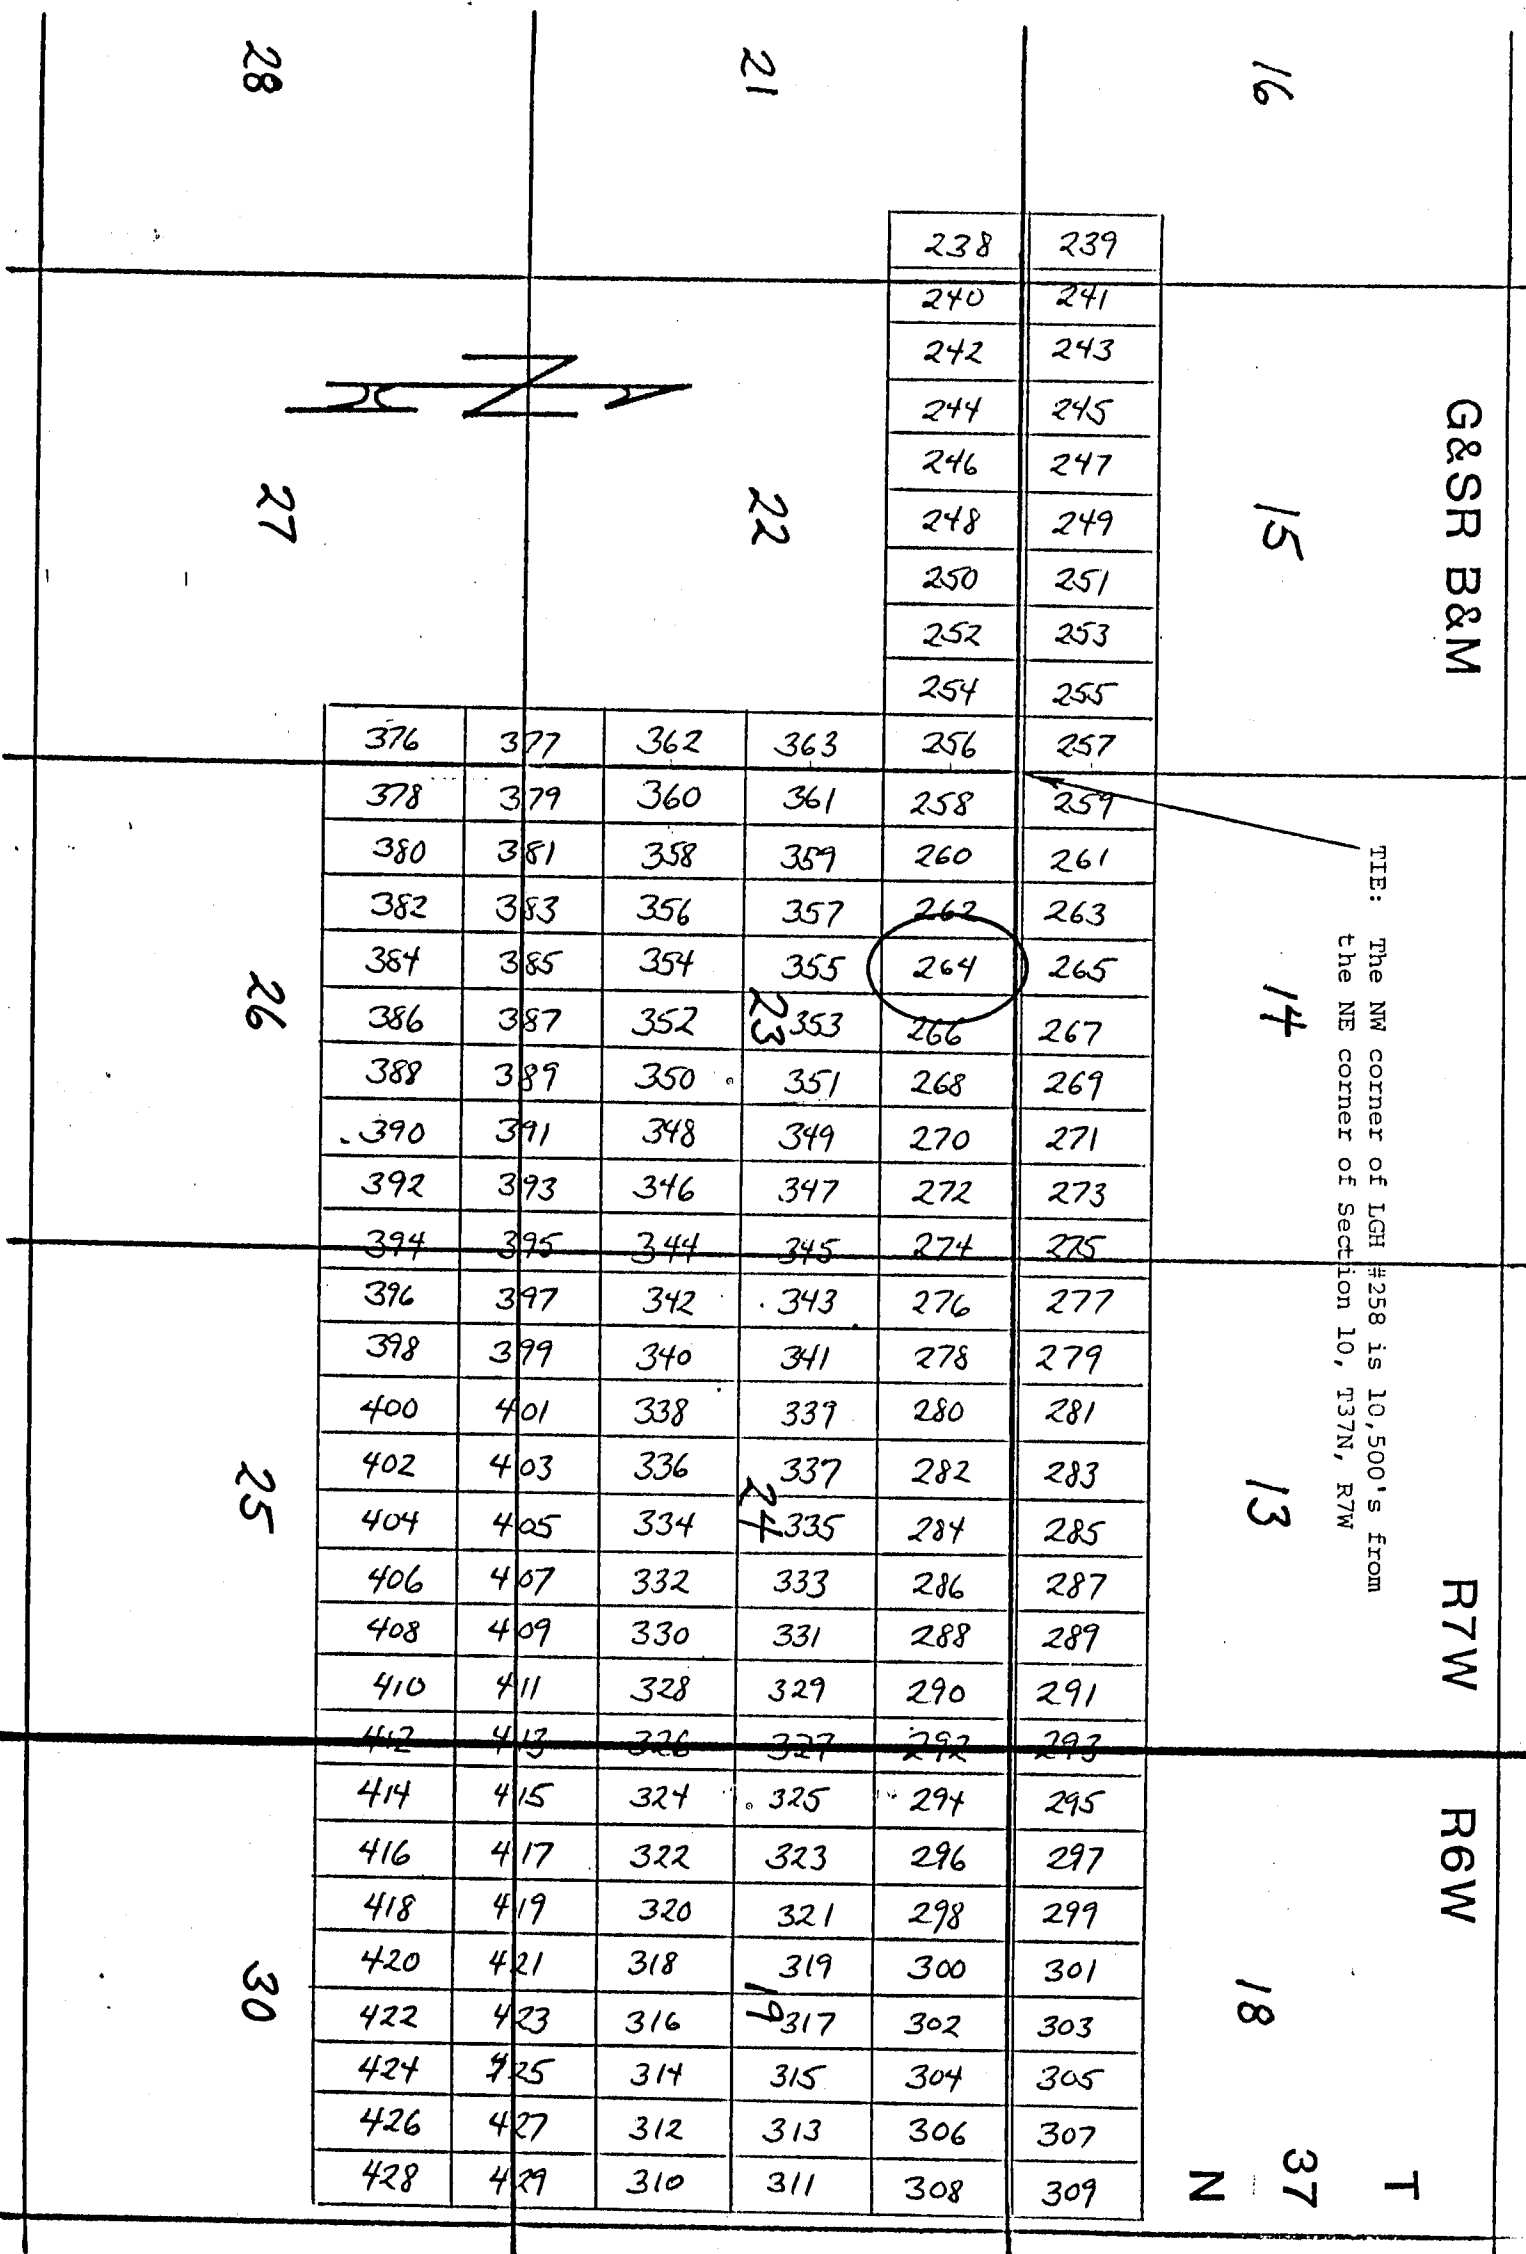 G&SR B&M R7W R6W
T
37
N
TIE: The NW corner of LGH #258 is 10,500's from
the NE corner of Section 10, T37N, R7W
16 15 14 13 18
21 22 23 24 19
28 27 26 25 30
N
238 239
240 241
242 243
244 245
246 247
248 249
250 251
252 253
254 255
376 377 362 363 256 257
378 379 360 361 258 259
380 381 358 359 260 261
382 383 356 357 262 263
384 385 354 355 264 265
386 387 352 353 266 267
388 389 350 351 268 269
390 391 348 349 270 271
392 393 346 347 272 273
394 395 344 345 274 275
396 397 342 343 276 277
398 399 340 341 278 279
400 401 338 339 280 281
402 403 336 337 282 283
404 405 334 335 284 285
406 407 332 333 286 287
408 409 330 331 288 289
410 411 328 329 290 291
412 413 326 327 292 293
414 415 324 325 294 295
416 417 322 323 296 297
418 419 320 321 298 299
420 421 318 319 300 301
422 423 316 317 302 303
424 425 314 315 304 305
426 427 312 313 306 307
428 429 310 311 308 309